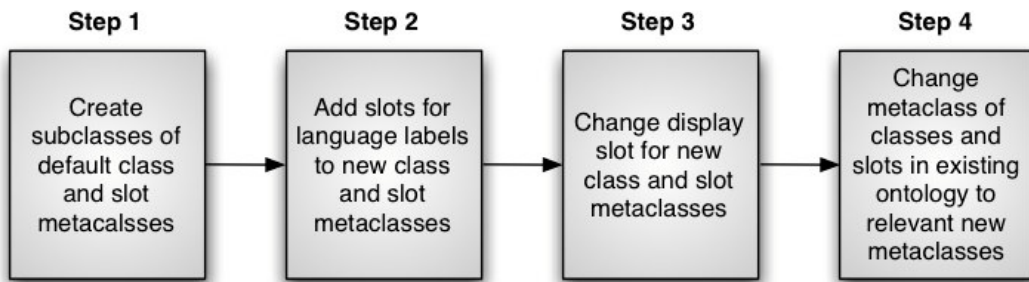 Step 1
Step 2
Step 3
Step 4
Create
subclasses of
default class
and slot
metacalsses
Add slots for
language labels
to new class
and slot
metaclasses
Change display
slot for new
class and slot
metaclasses
Change
metaclass of
classes and
slots in existing
ontology to
relevant new
metaclasses